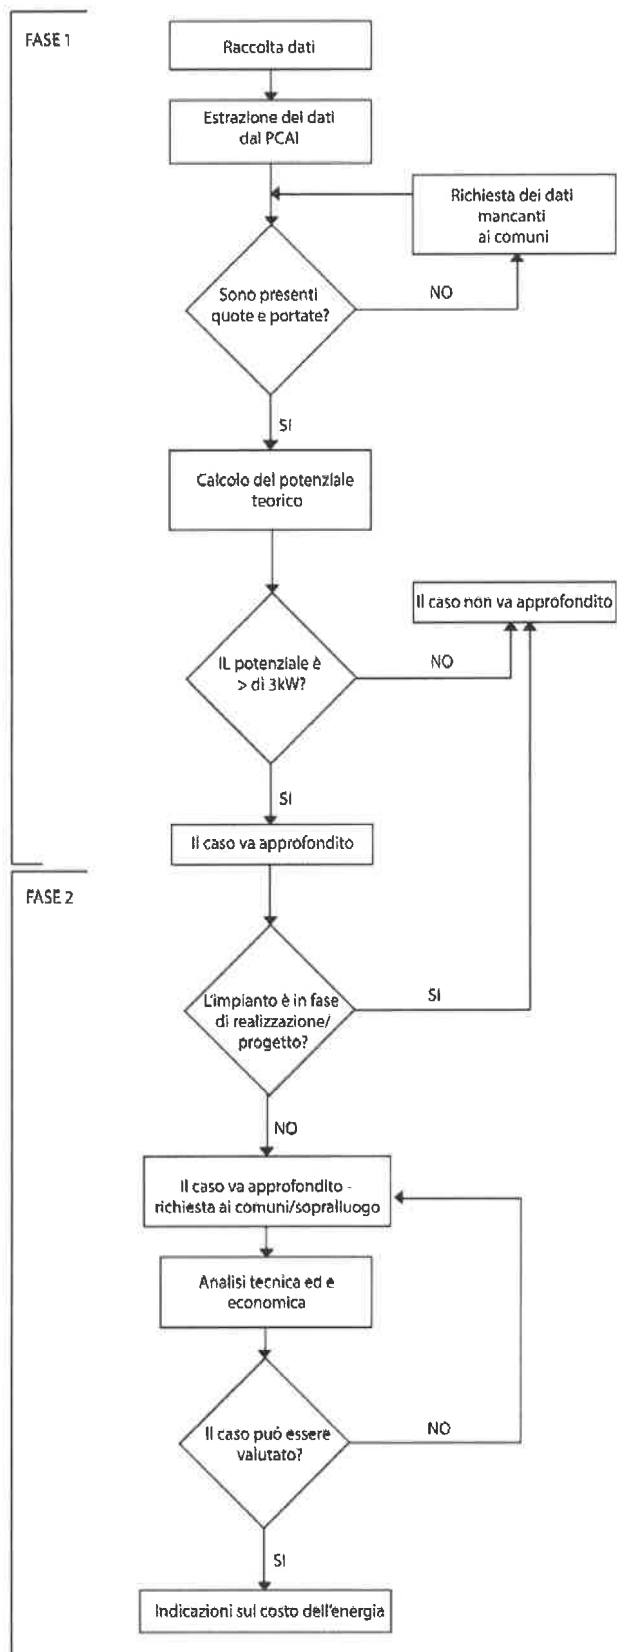 FASE 1
Raccolta dati
Estrazione dei dati
dal PCAI
Richiesta dei dati
mancanti
ai comuni
Sono presenti
quote e portate?
NO
SI
Calcolo del potenziale
teorico
Il caso non va approfondito
IL potenziale è
> di 3kW?
NO
SI
Il caso va approfondito
FASE 2
L'impianto è in fase
di realizzazione/
progetto?
SI
NO
Il caso va approfondito -
richiesta ai comuni/sopralluogo
Analisi tecnica ed e
economica
Il caso può essere
valutato?
NO
SI
Indicazioni sul costo dell'energia